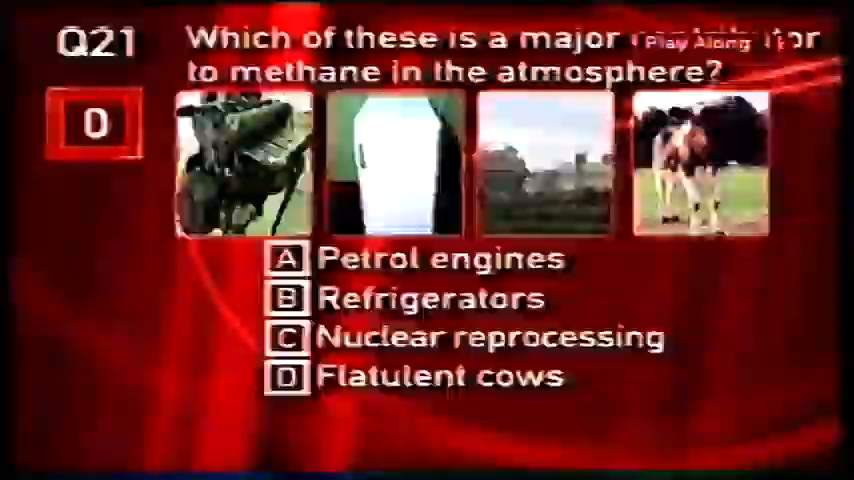 Q21
Which of these is a major
Play Along
to methane in the atmosphere?
0
A Petrol engines
B Refrigerators
C Nuclear reprocessing
D Flatulent cows